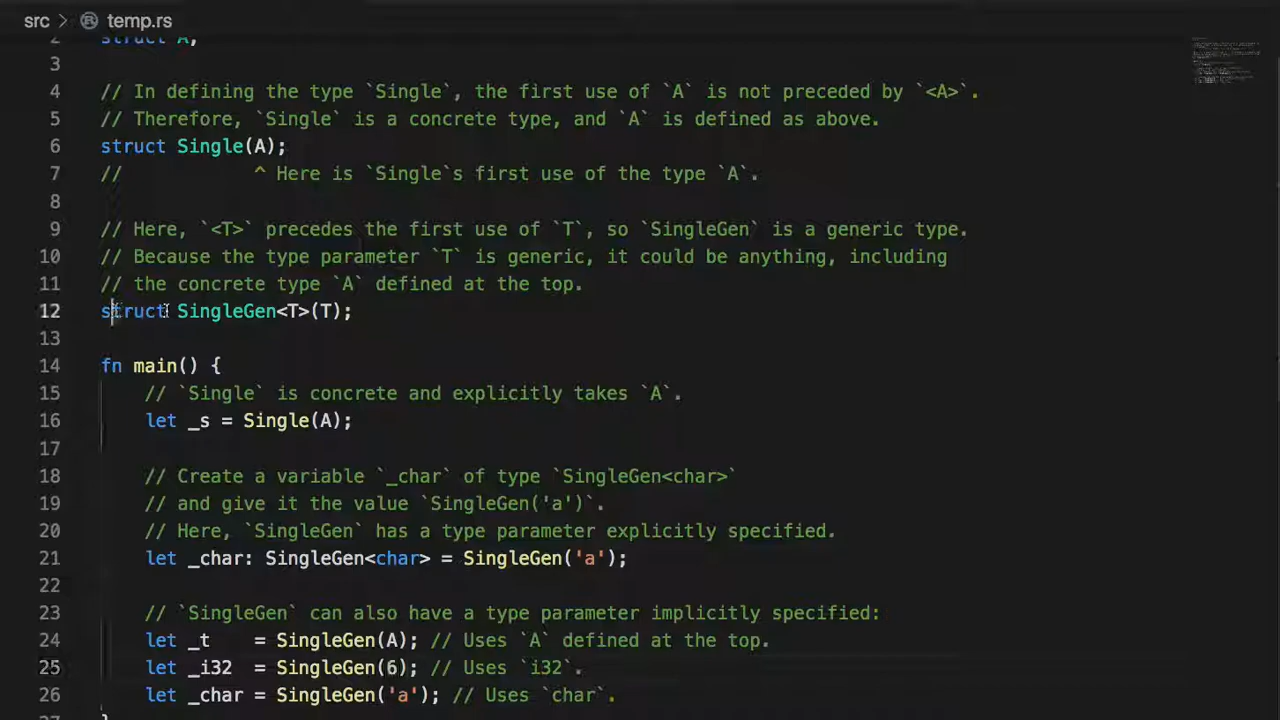 src > temp.rs
2 struct A;
3
4 // In defining the type `Single`, the first use of `A` is not preceded by `<A>`.
5 // Therefore, `Single` is a concrete type, and `A` is defined as above.
6 struct Single(A);
7 //            ^ Here is `Single`s first use of the type `A`.
8
9 // Here, `<T>` precedes the first use of `T`, so `SingleGen` is a generic type.
10 // Because the type parameter `T` is generic, it could be anything, including
11 // the concrete type `A` defined at the top.
12 struct SingleGen<T>(T);
13
14 fn main() {
15     // `Single` is concrete and explicitly takes `A`.
16     let _s = Single(A);
17
18     // Create a variable `_char` of type `SingleGen<char>`
19     // and give it the value `SingleGen('a')`.
20     // Here, `SingleGen` has a type parameter explicitly specified.
21     let _char: SingleGen<char> = SingleGen('a');
22
23     // `SingleGen` can also have a type parameter implicitly specified:
24     let _t    = SingleGen(A); // Uses `A` defined at the top.
25     let _i32  = SingleGen(6); // Uses `i32`.
26     let _char = SingleGen('a'); // Uses `char`.
27 }